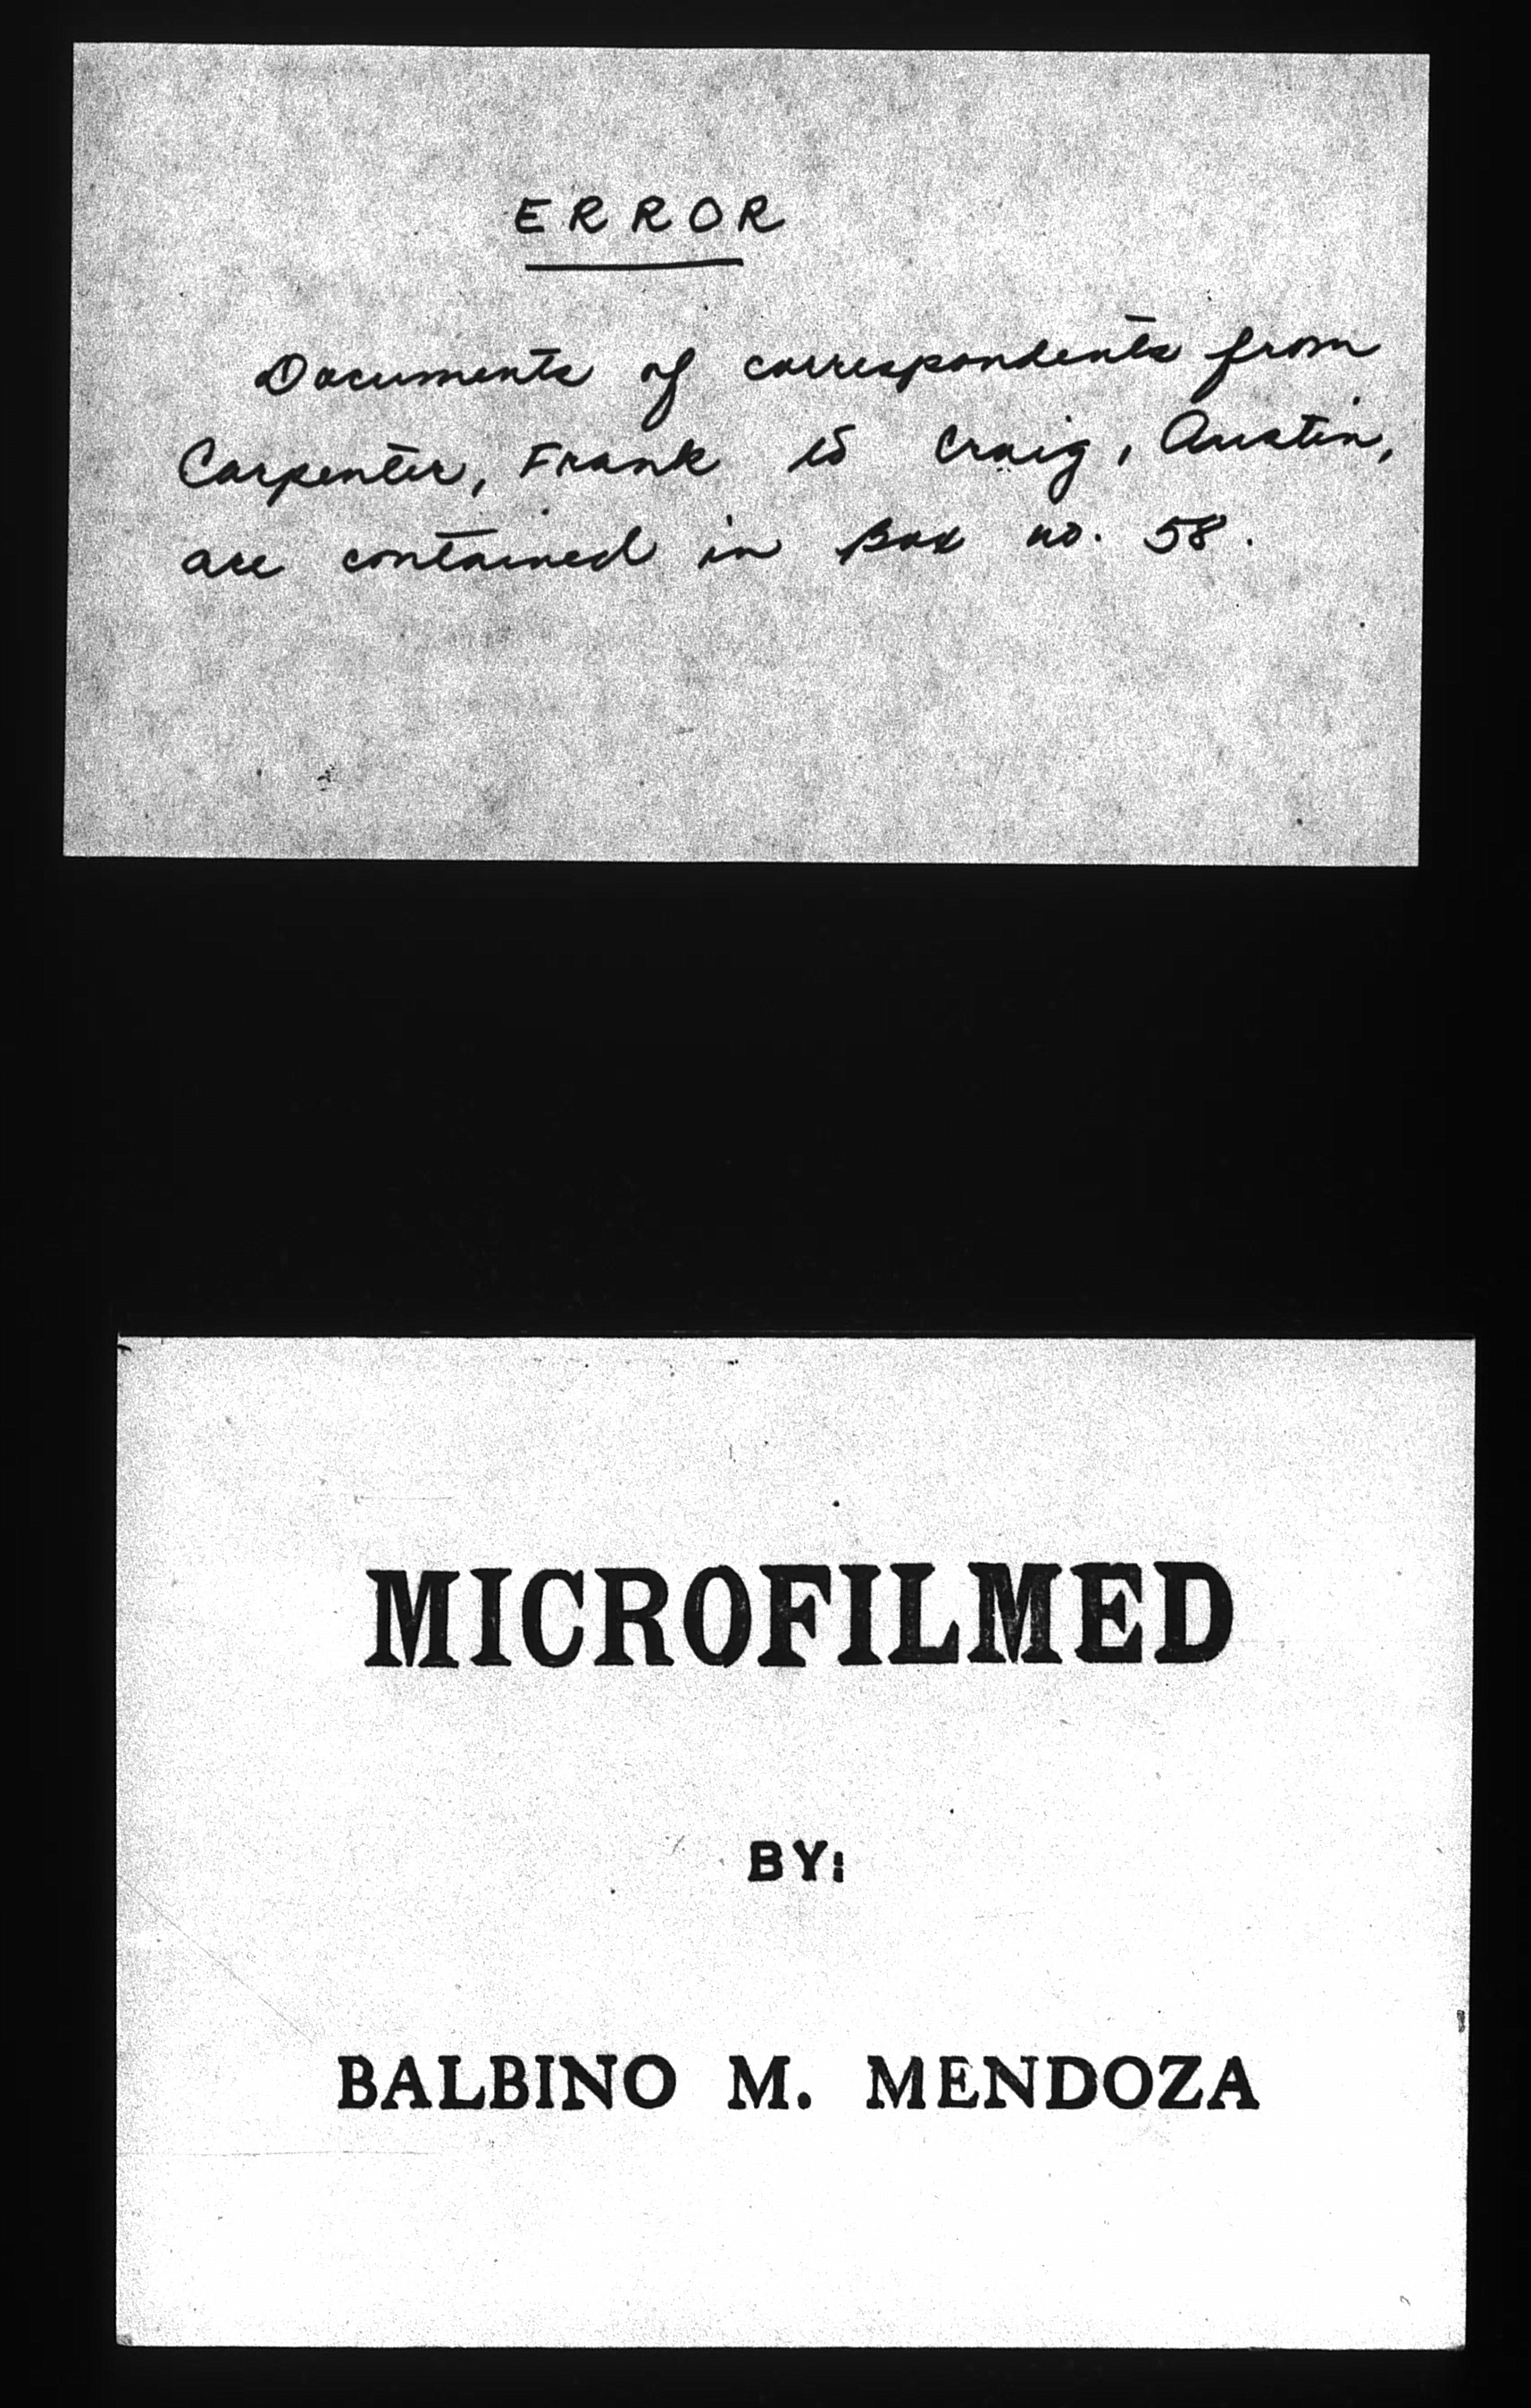 ERROR
Documents of correspondents from
Carpenter, Frank to Craig, Austin,
are contained in Box no. 58.
MICROFILMED
BY:
BALBINO M. MENDOZA